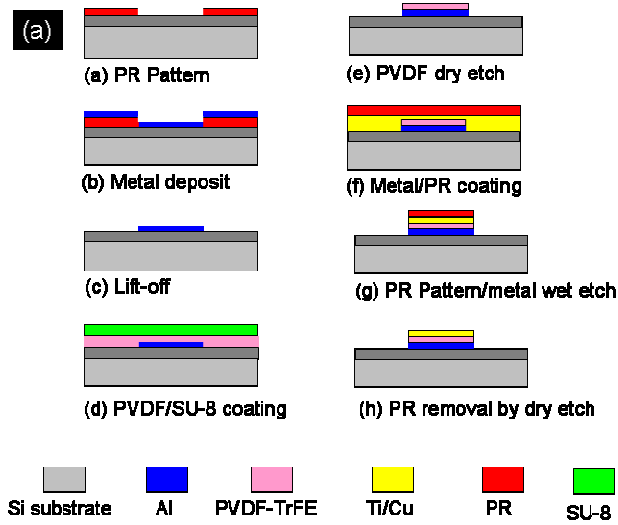 (a)
(a) PR Pattern
(b) Metal deposit
(c) Lift-off
(d) PVDF/SU-8 coating
(e) PVDF dry etch
(f) Metal/PR coating
(g) PR Pattern/metal wet etch
(h) PR removal by dry etch
Si substrate Al PVDF-TrFE Ti/Cu PR SU-8